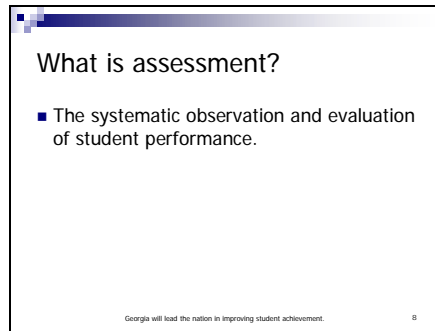 What is assessment?
■ The systematic observation and evaluation
of student performance.
Georgia will lead the nation in improving student achievement. 8